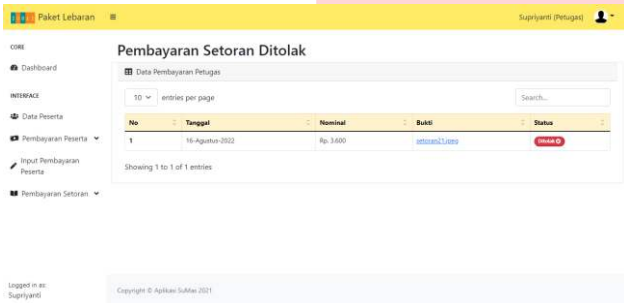 Paket Lebaran
Supriyanti (Petugas)
CORE
Dashboard
INTERFACE
Data Peserta
Pembayaran Peserta
Input Pembayaran
Peserta
Pembayaran Setoran
Pembayaran Setoran Ditolak
Data Pembayaran Petugas
10 entries per page
Search...
No Tanggal Nominal Bukti Status
1 16-Agustus-2022 Rp. 3.600 setoran21.jpeg Ditolak
Showing 1 to 1 of 1 entries
Logged in as:
Supriyanti
Copyright © Aplikasi SuMas 2021